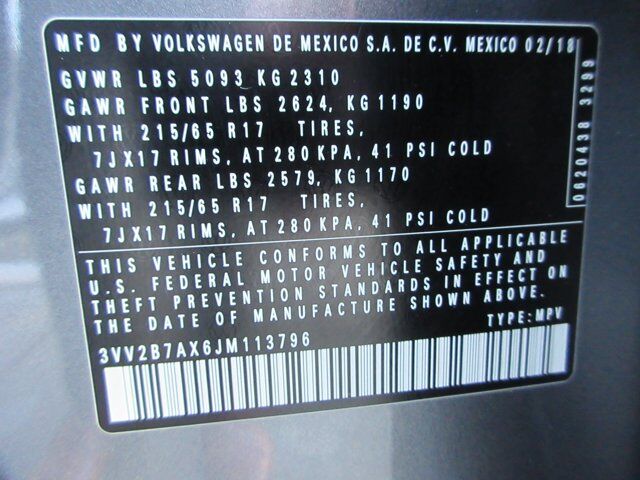 MFD BY VOLKSWAGEN DE MEXICO S.A. DE C.V. MEXICO 02/18
GVWR LBS 5093 KG 2310
GAWR FRONT LBS 2624, KG 1190
WITH 215/65 R17 TIRES,
7JX17 RIMS, AT 280 KPA, 41 PSI COLD
GAWR REAR LBS 2579, KG 1170
WITH 215/65 R17 TIRES,
7JX17 RIMS, AT 280 KPA, 41 PSI COLD
THIS VEHICLE CONFORMS TO ALL APPLICABLE
U.S. FEDERAL MOTOR VEHICLE SAFETY AND
THEFT PREVENTION STANDARDS IN EFFECT ON
THE DATE OF MANUFACTURE SHOWN ABOVE.
TYPE: MPV
3VV2B7AX6JM113796
0620438 3299